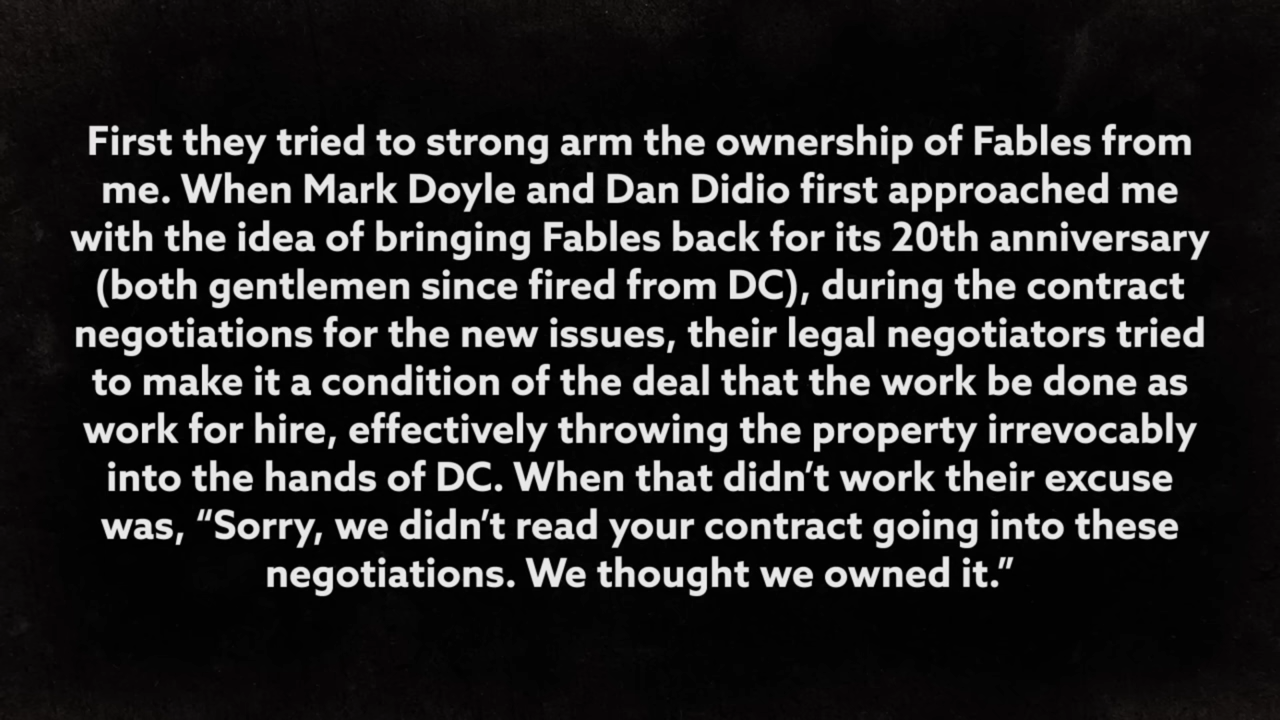 First they tried to strong arm the ownership of Fables from
me. When Mark Doyle and Dan Didio first approached me
with the idea of bringing Fables back for its 20th anniversary
(both gentlemen since fired from DC), during the contract
negotiations for the new issues, their legal negotiators tried
to make it a condition of the deal that the work be done as
work for hire, effectively throwing the property irrevocably
into the hands of DC. When that didn’t work their excuse
was, “Sorry, we didn’t read your contract going into these
negotiations. We thought we owned it.”